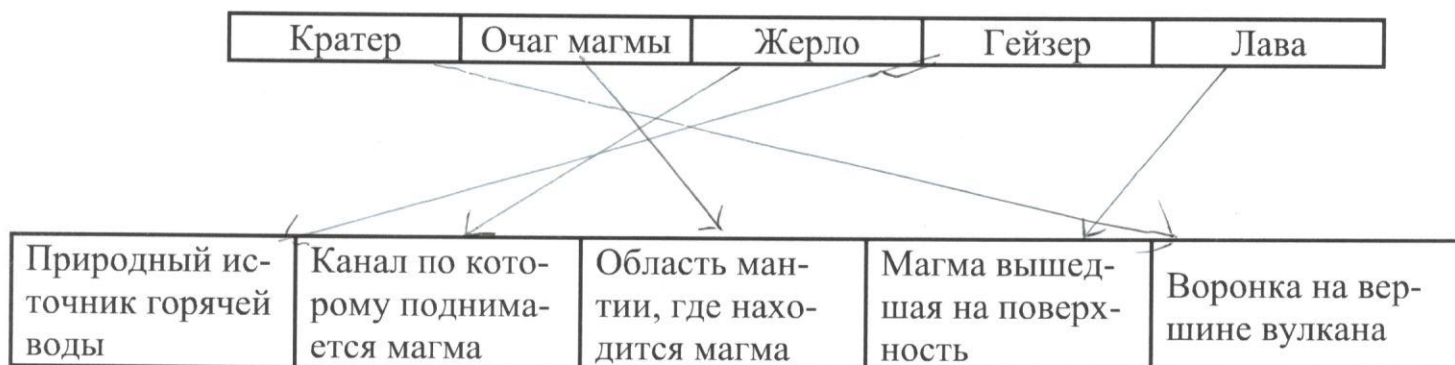 Кратер Очаг магмы Жерло Гейзер Лава
Природный ис-
точник горячей
воды
Канал по кото-
рому поднима-
ется магма
Область ман-
тии, где нахо-
дится магма
Магма вышед-
шая на поверх-
ность
Воронка на вер-
шине вулкана